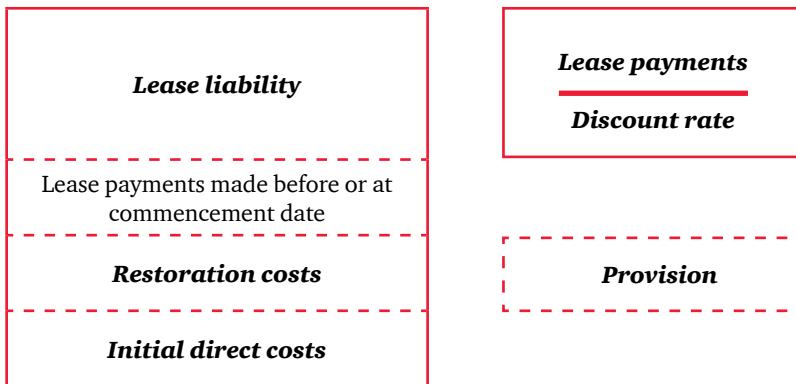 Lease liability
Lease payments made before or at
commencement date
Restoration costs
Initial direct costs
Lease payments
Discount rate
Provision